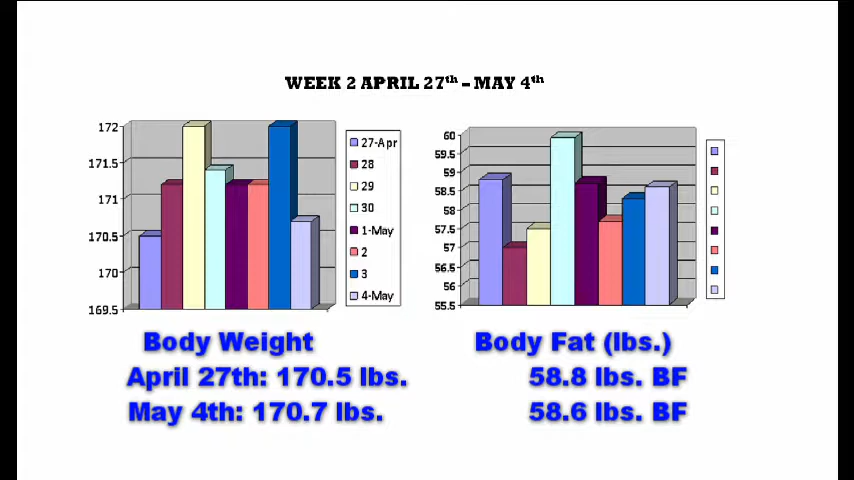 WEEK 2 APRIL 27th – MAY 4th
172
171.5
171
170.5
170
169.5
27-Apr
28
29
30
1-May
2
3
4-May
60
59.5
59
58.5
58
57.5
57
56.5
56
55.5
Body Weight
April 27th: 170.5 lbs.
May 4th: 170.7 lbs.
Body Fat (lbs.)
58.8 lbs. BF
58.6 lbs. BF